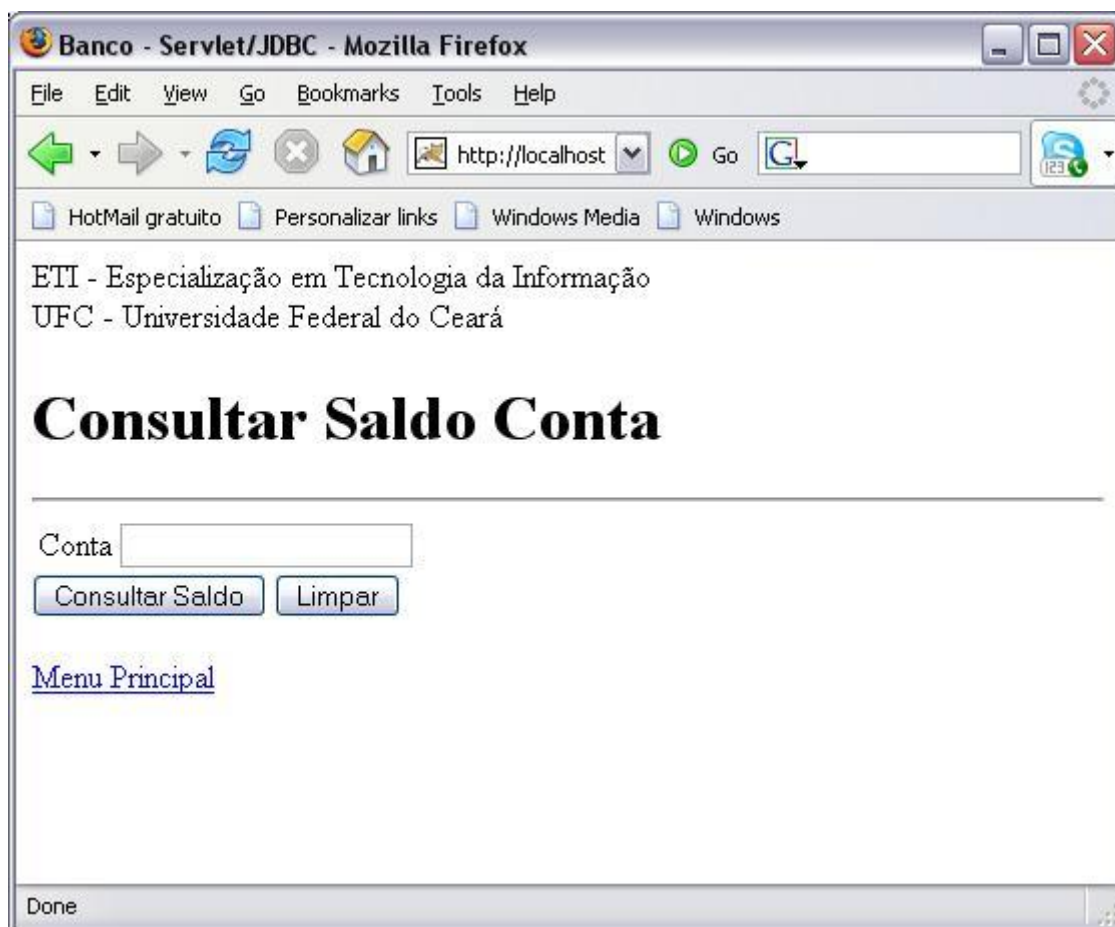 Banco - Servlet/JDBC - Mozilla Firefox
File Edit View Go Bookmarks Tools Help
http://localhost Go G
123
HotMail gratuito Personalizar links Windows Media Windows
ETI - Especialização em Tecnologia da Informação
UFC - Universidade Federal do Ceará
Consultar Saldo Conta
Conta
Consultar Saldo Limpar
Menu Principal
Done